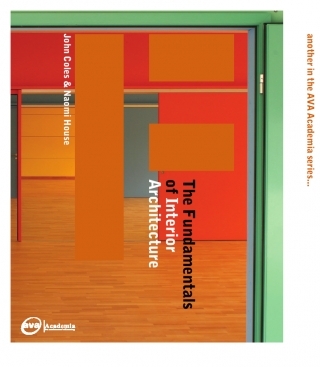 another in the AVA Academia series...
John Coles & Naomi House
The Fundamentals
of Interior
Architecture
ava Academia